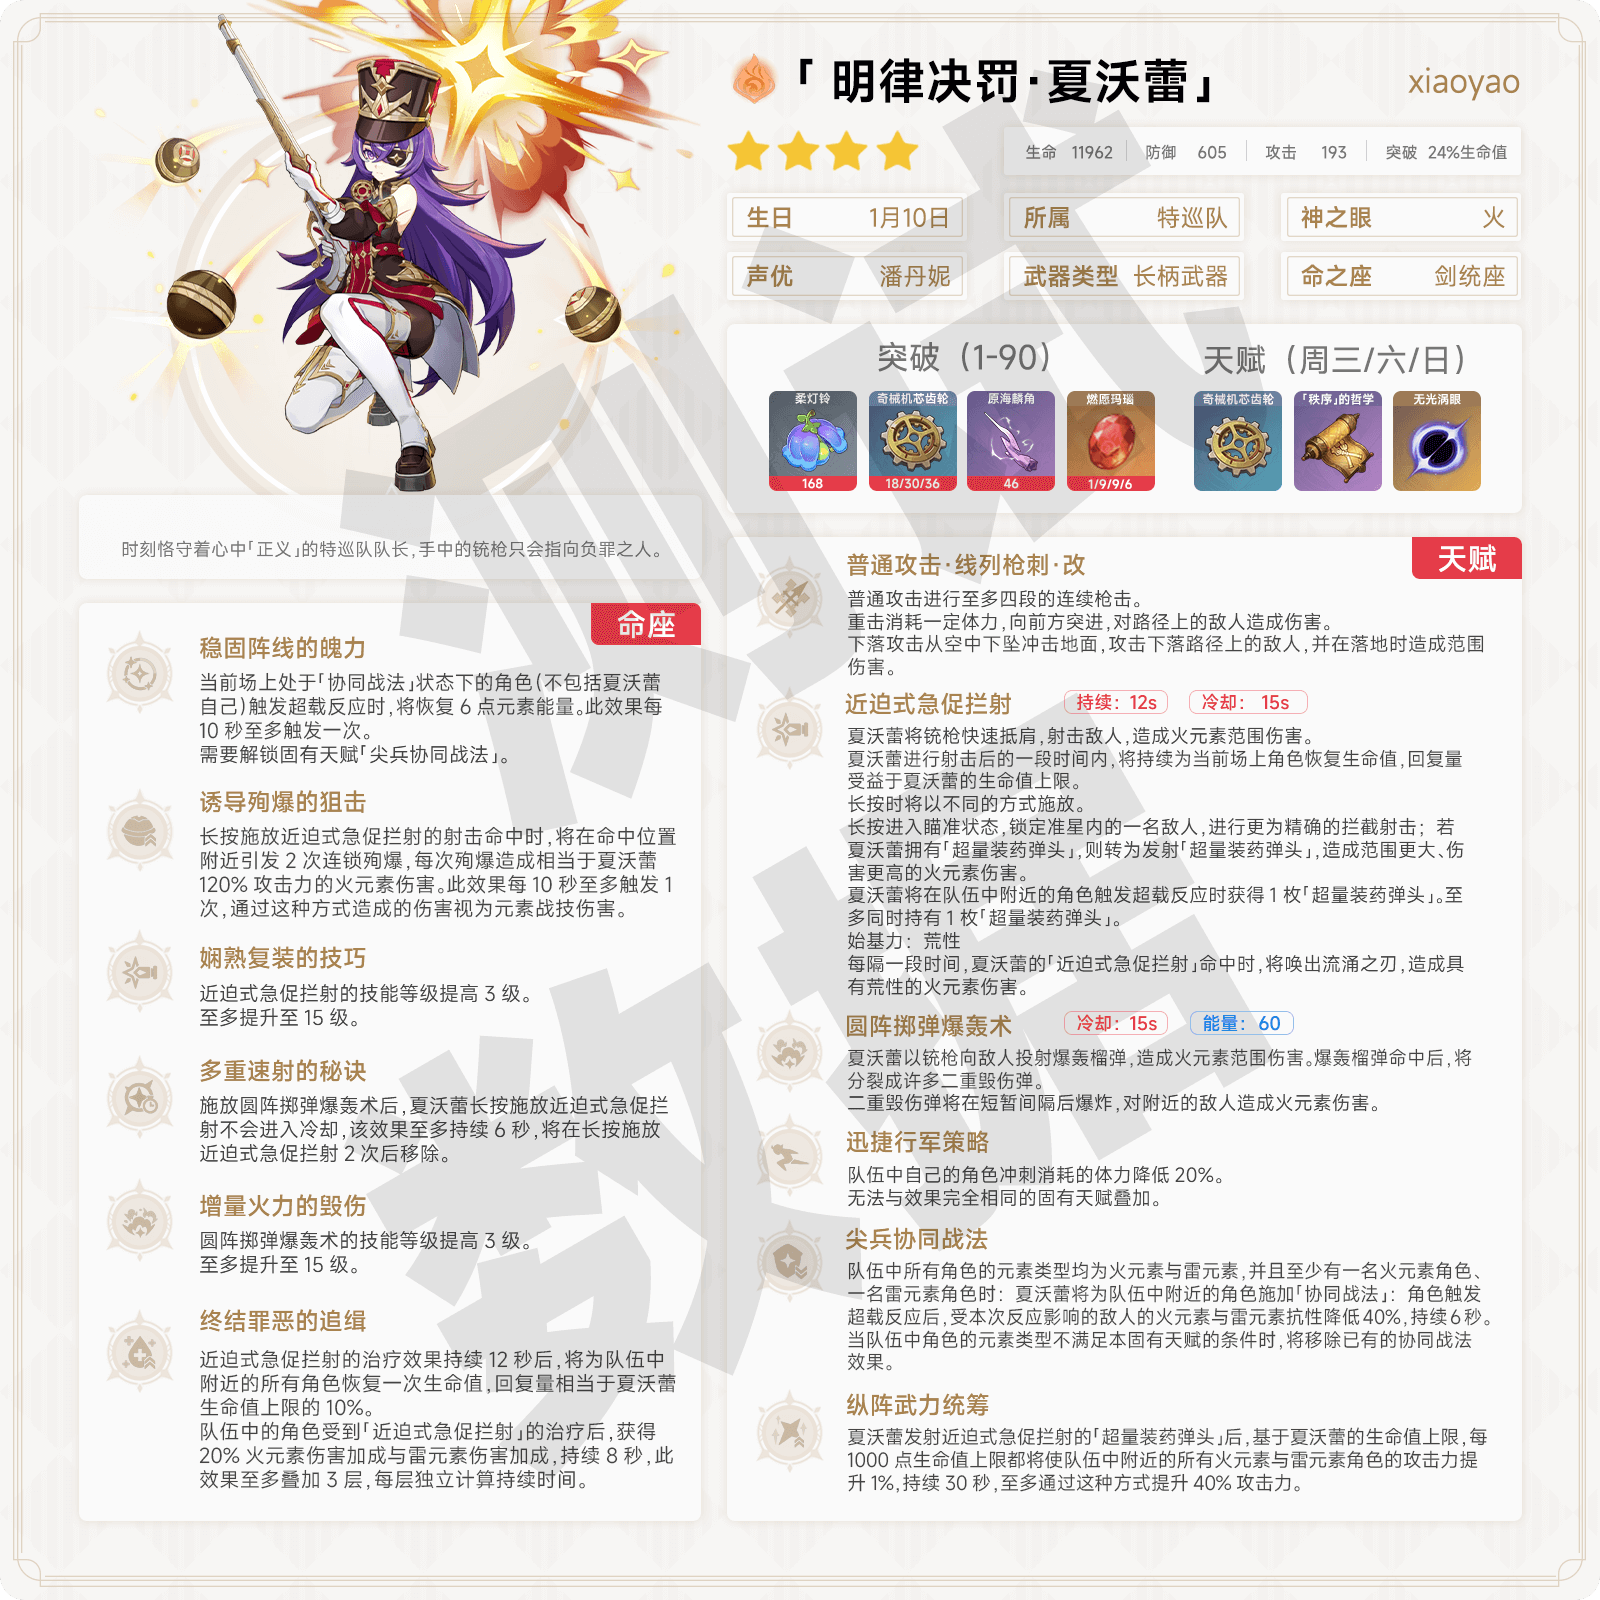 「 明律决罚·夏沃蕾」
xiaoyao
生命 11962 防御 605 攻击 193 突破 24%生命值
生日 1月10日 所属 特巡队 神之眼 火
声优 潘丹妮 武器类型 长柄武器 命之座 剑统座
突破（1-90）
柔灯铃 奇械机芯齿轮 原海麟角 燃愿玛瑙
168 18/30/36 46 1/9/9/6
天赋（周三/六/日）
奇械机芯齿轮 「秩序」的哲学 无光涡眼
时刻恪守着心中「正义」的特巡队队长,手中的铳枪只会指向负罪之人。
命座
稳固阵线的魄力
当前场上处于「协同战法」状态下的角色(不包括夏沃蕾
自己)触发超载反应时,将恢复 6 点元素能量。此效果每
10 秒至多触发一次。
需要解锁固有天赋「尖兵协同战法」。
诱导殉爆的狙击
长按施放近迫式急促拦射的射击命中时,将在命中位置
附近引发 2 次连锁殉爆,每次殉爆造成相当于夏沃蕾
120% 攻击力的火元素伤害。此效果每 10 秒至多触发 1
次,通过这种方式造成的伤害视为元素战技伤害。
娴熟复装的技巧
近迫式急促拦射的技能等级提高 3 级。
至多提升至 15 级。
多重速射的秘诀
施放圆阵掷弹爆轰术后,夏沃蕾长按施放近迫式急促拦
射不会进入冷却,该效果至多持续 6 秒,将在长按施放
近迫式急促拦射 2 次后移除。
增量火力的毁伤
圆阵掷弹爆轰术的技能等级提高 3 级。
至多提升至 15 级。
终结罪恶的追缉
近迫式急促拦射的治疗效果持续 12 秒后,将为队伍中
附近的所有角色恢复一次生命值,回复量相当于夏沃蕾
生命值上限的 10%。
队伍中的角色受到「近迫式急促拦射」的治疗后,获得
20% 火元素伤害加成与雷元素伤害加成,持续 8 秒,此
效果至多叠加 3 层,每层独立计算持续时间。
天赋
普通攻击·线列枪刺·改
普通攻击进行至多四段的连续枪击。
重击消耗一定体力,向前方突进,对路径上的敌人造成伤害。
下落攻击从空中下坠冲击地面,攻击下落路径上的敌人,并在落地时造成范围
伤害。
近迫式急促拦射 持续：12s 冷却：15s
夏沃蕾将铳枪快速抵肩,射击敌人,造成火元素范围伤害。
夏沃蕾进行射击后的一段时间内,将持续为当前场上角色恢复生命值,回复量
受益于夏沃蕾的生命值上限。
长按时将以不同的方式施放。
长按进入瞄准状态,锁定准星内的一名敌人,进行更为精确的拦截射击；若
夏沃蕾拥有「超量装药弹头」,则转为发射「超量装药弹头」,造成范围更大、伤
害更高的火元素伤害。
夏沃蕾将在队伍中附近的角色触发超载反应时获得 1 枚「超量装药弹头」。至
多同时持有 1 枚「超量装药弹头」。
始基力：荒性
每隔一段时间,夏沃蕾的「近迫式急促拦射」命中时,将唤出流涌之刃,造成具
有荒性的火元素伤害。
圆阵掷弹爆轰术 冷却：15s 能量：60
夏沃蕾以铳枪向敌人投射爆轰榴弹,造成火元素范围伤害。爆轰榴弹命中后,将
分裂成许多二重毁伤弹。
二重毁伤弹将在短暂间隔后爆炸,对附近的敌人造成火元素伤害。
迅捷行军策略
队伍中自己的角色冲刺消耗的体力降低 20%。
无法与效果完全相同的固有天赋叠加。
尖兵协同战法
队伍中所有角色的元素类型均为火元素与雷元素,并且至少有一名火元素角色、
一名雷元素角色时：夏沃蕾将为队伍中附近的角色施加「协同战法」：角色触发
超载反应后,受本次反应影响的敌人的火元素与雷元素抗性降低40%,持续6秒。
当队伍中角色的元素类型不满足本固有天赋的条件时,将移除已有的协同战法
效果。
纵阵武力统筹
夏沃蕾发射近迫式急促拦射的「超量装药弹头」后,基于夏沃蕾的生命值上限,每
1000 点生命值上限都将使队伍中附近的所有火元素与雷元素角色的攻击力提
升 1%,持续 30 秒,至多通过这种方式提升 40% 攻击力。
测试
数据